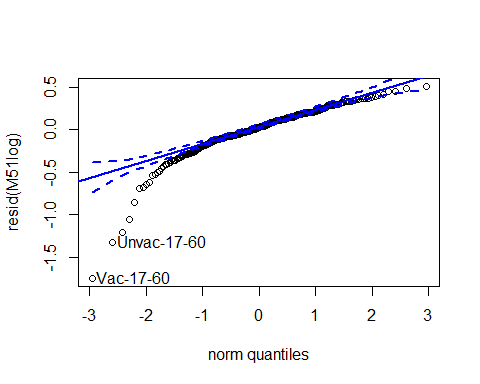 0.5
0.0
-0.5
-1.0
-1.5
resid(M51log)
Unvac-17-60
Vac-17-60
-3 -2 -1 0 1 2 3
norm quantiles